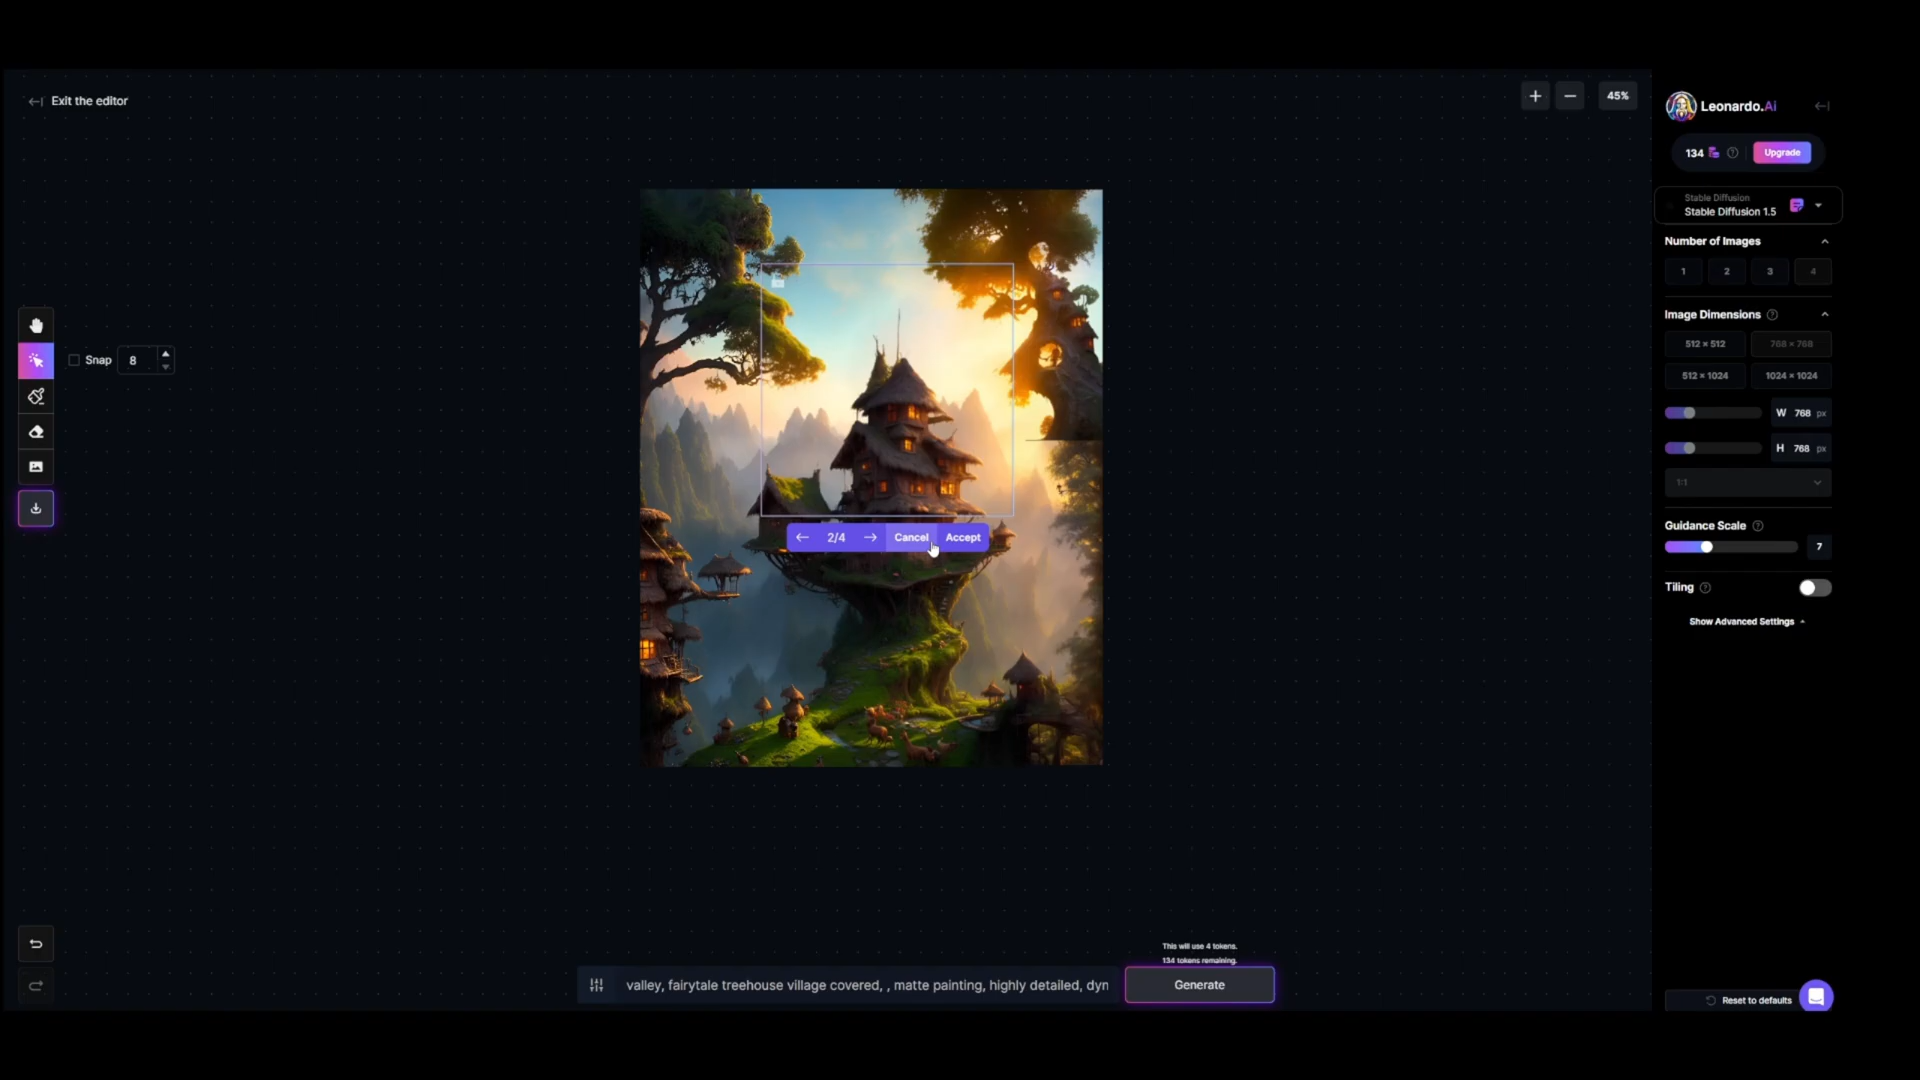 Exit the editor
45%
Leonardo.Ai
134
Upgrade
Stable Diffusion
Stable Diffusion 1.5
Number of Images
1 2 3 4
Image Dimensions
512 × 512 768 × 768
512 × 1024 1024 × 1024
W 768 px
H 768 px
1:1
Guidance Scale
7
Tiling
Show Advanced Settings
Snap 8
2/4 Cancel Accept
This will use 4 tokens.
134 tokens remaining.
valley, fairytale treehouse village covered, , matte painting, highly detailed, dyn
Generate
Reset to defaults